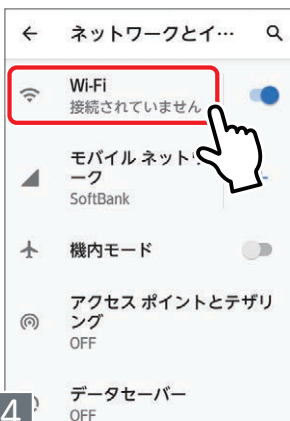 ネットワークとイ…
Wi-Fi
接続されていません
モバイル ネット
ーク
SoftBank
機内モード
アクセス ポイントとテザリ
ング
OFF
データセーバー
OFF
4